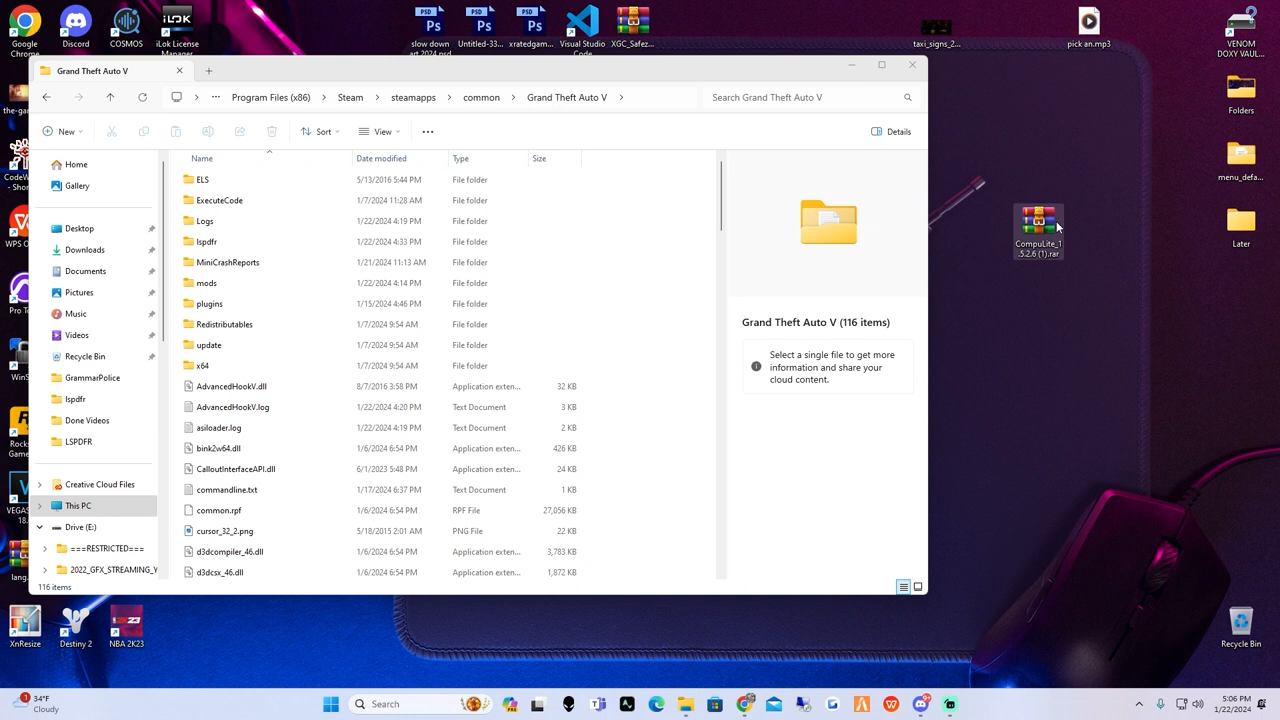 Google
Chrome
Discord
COSMOS
iLok License
Manager
slow down
art 2024.psd
Untitled-33...
xratedgam...
Visual Studio
Code
XGC_Safez...
taxi_signs_2...
pick an.mp3
VENOM
DOXY VAUL...
Folders
menu_defa...
Later
CompuLite_1
.5.2.6 (1).rar
Recycle Bin
Grand Theft Auto V
Program Files (x86)
Steam
steamapps
common
Grand Theft Auto V
Search Grand Theft Auto V
New
Sort
View
Details
Name
Date modified
Type
Size
Home
Gallery
Desktop
Downloads
Documents
Pictures
Music
Videos
Recycle Bin
GrammarPolice
lspdfr
Done Videos
LSPDFR
Creative Cloud Files
This PC
Drive (E:)
===RESTRICTED===
2022_GFX_STREAMING_Y
ELS 5/13/2016 5:44 PM File folder
ExecuteCode 1/7/2024 11:28 AM File folder
Logs 1/22/2024 4:19 PM File folder
lspdfr 1/22/2024 4:33 PM File folder
MiniCrashReports 1/21/2024 11:13 AM File folder
mods 1/22/2024 4:14 PM File folder
plugins 1/15/2024 4:46 PM File folder
Redistributables 1/7/2024 9:54 AM File folder
update 1/7/2024 9:54 AM File folder
x64 1/7/2024 9:54 AM File folder
AdvancedHookV.dll 8/7/2016 3:58 PM Application exten... 32 KB
AdvancedHookV.log 1/22/2024 4:20 PM Text Document 3 KB
asiloader.log 1/22/2024 4:19 PM Text Document 2 KB
bink2w64.dll 1/6/2024 6:54 PM Application exten... 426 KB
CalloutInterfaceAPI.dll 6/1/2023 5:48 PM Application exten... 24 KB
commandline.txt 1/17/2024 6:37 PM Text Document 1 KB
common.rpf 1/6/2024 6:54 PM RPF File 27,056 KB
cursor_32_2.png 5/18/2015 2:01 AM PNG File 22 KB
d3dcompiler_46.dll 1/6/2024 6:54 PM Application exten... 3,783 KB
d3dcsx_46.dll 1/6/2024 6:54 PM Application exten... 1,872 KB
Grand Theft Auto V (116 items)
Select a single file to get more
information and share your
cloud content.
116 items
XnResize
Destiny 2
NBA 2K23
34°F
Cloudy
Search
5:06 PM
1/22/2024